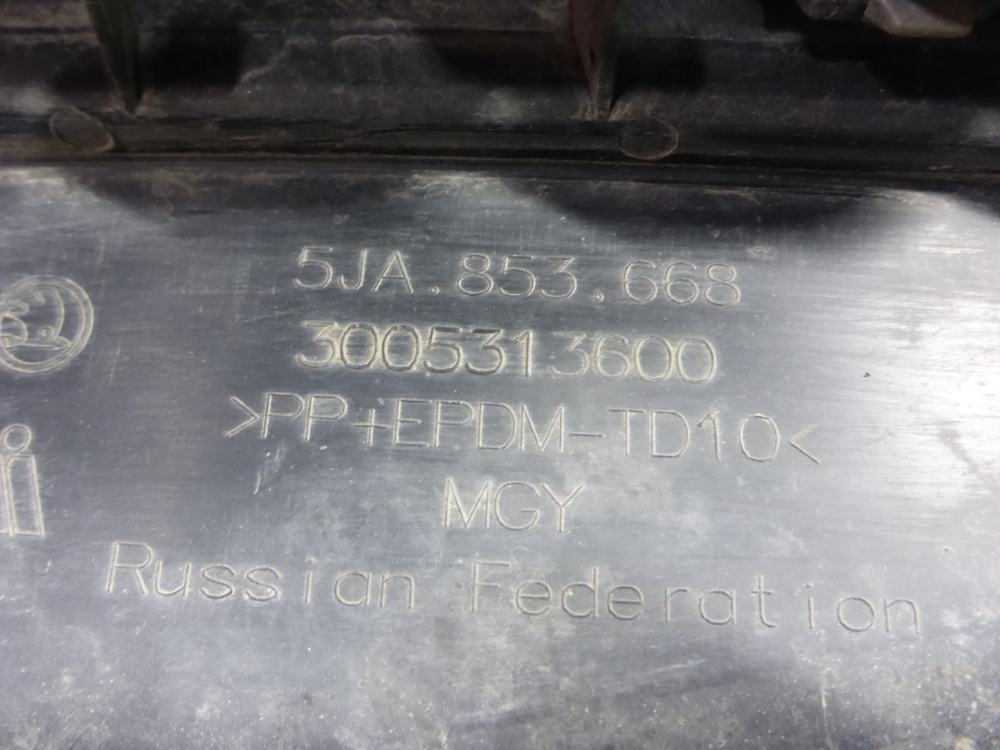 5JA.853.668
3005313600
>PP+EPDM-TD10<
MGY
Russian Federation